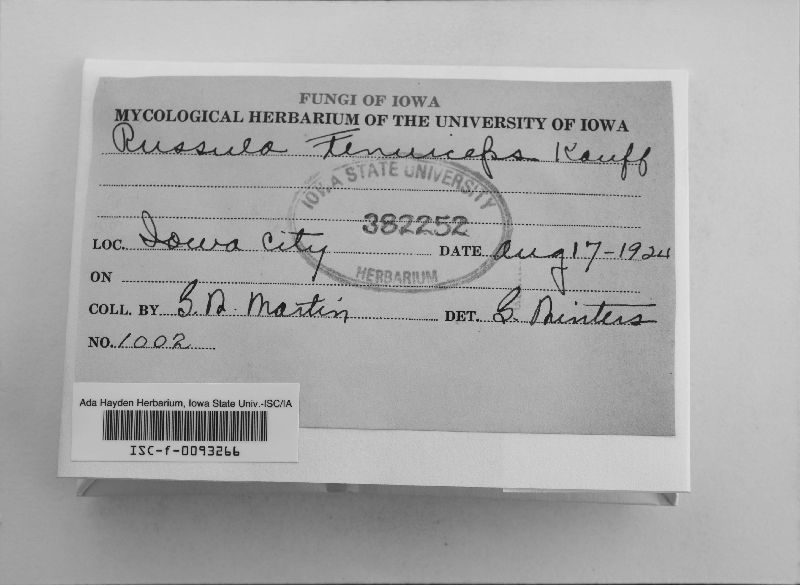 FUNGI OF IOWA
MYCOLOGICAL HERBARIUM OF THE UNIVERSITY OF IOWA
Russula Tenuiceps Kauff
IOWA STATE UNIVERSITY
382252
HERBARIUM
LOC. Iowa City DATE Aug 17-1924
ON
COLL. BY G.W. Martin DET. S.
NO. 1002
Ada Hayden Herbarium, Iowa State Univ.-ISC/IA
ISC-f-0093266